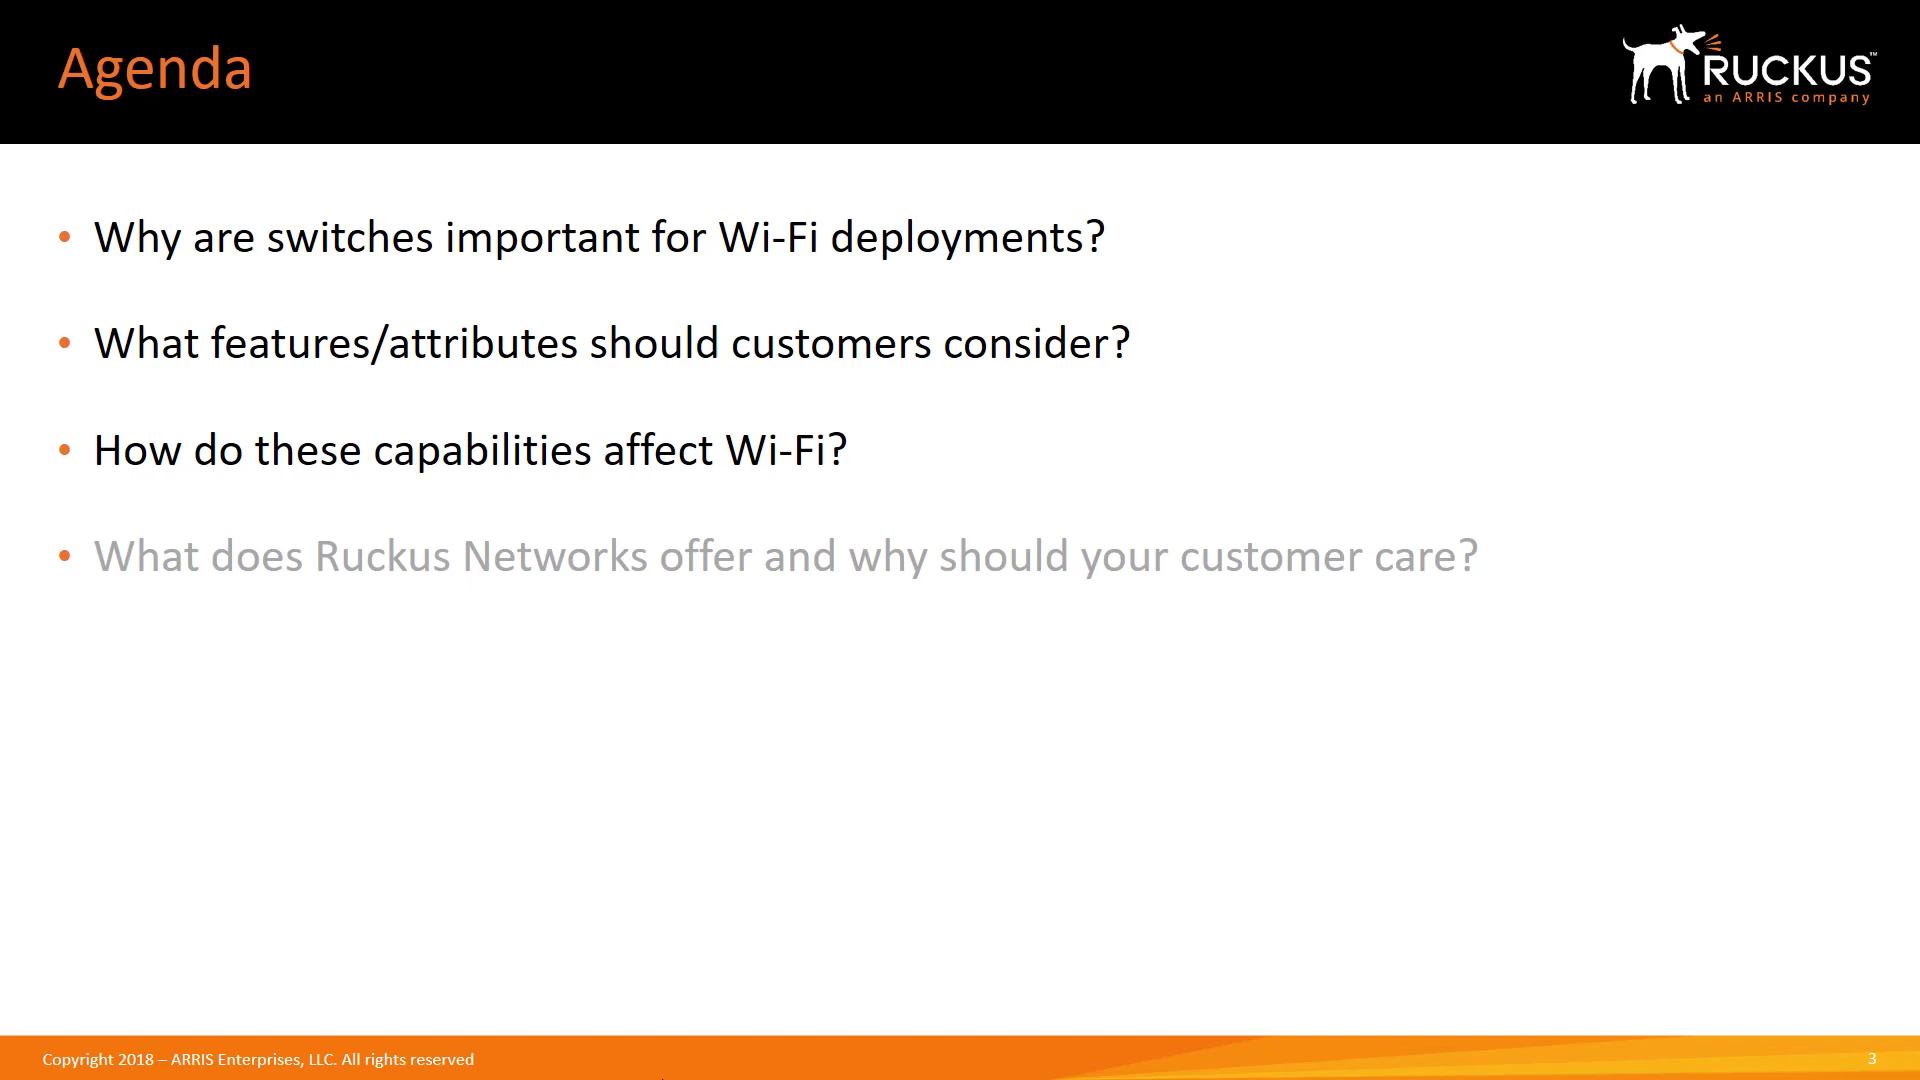 Agenda
RUCKUS™
an ARRIS company
• Why are switches important for Wi-Fi deployments?
• What features/attributes should customers consider?
• How do these capabilities affect Wi-Fi?
• What does Ruckus Networks offer and why should your customer care?
Copyright 2018 – ARRIS Enterprises, LLC. All rights reserved
3